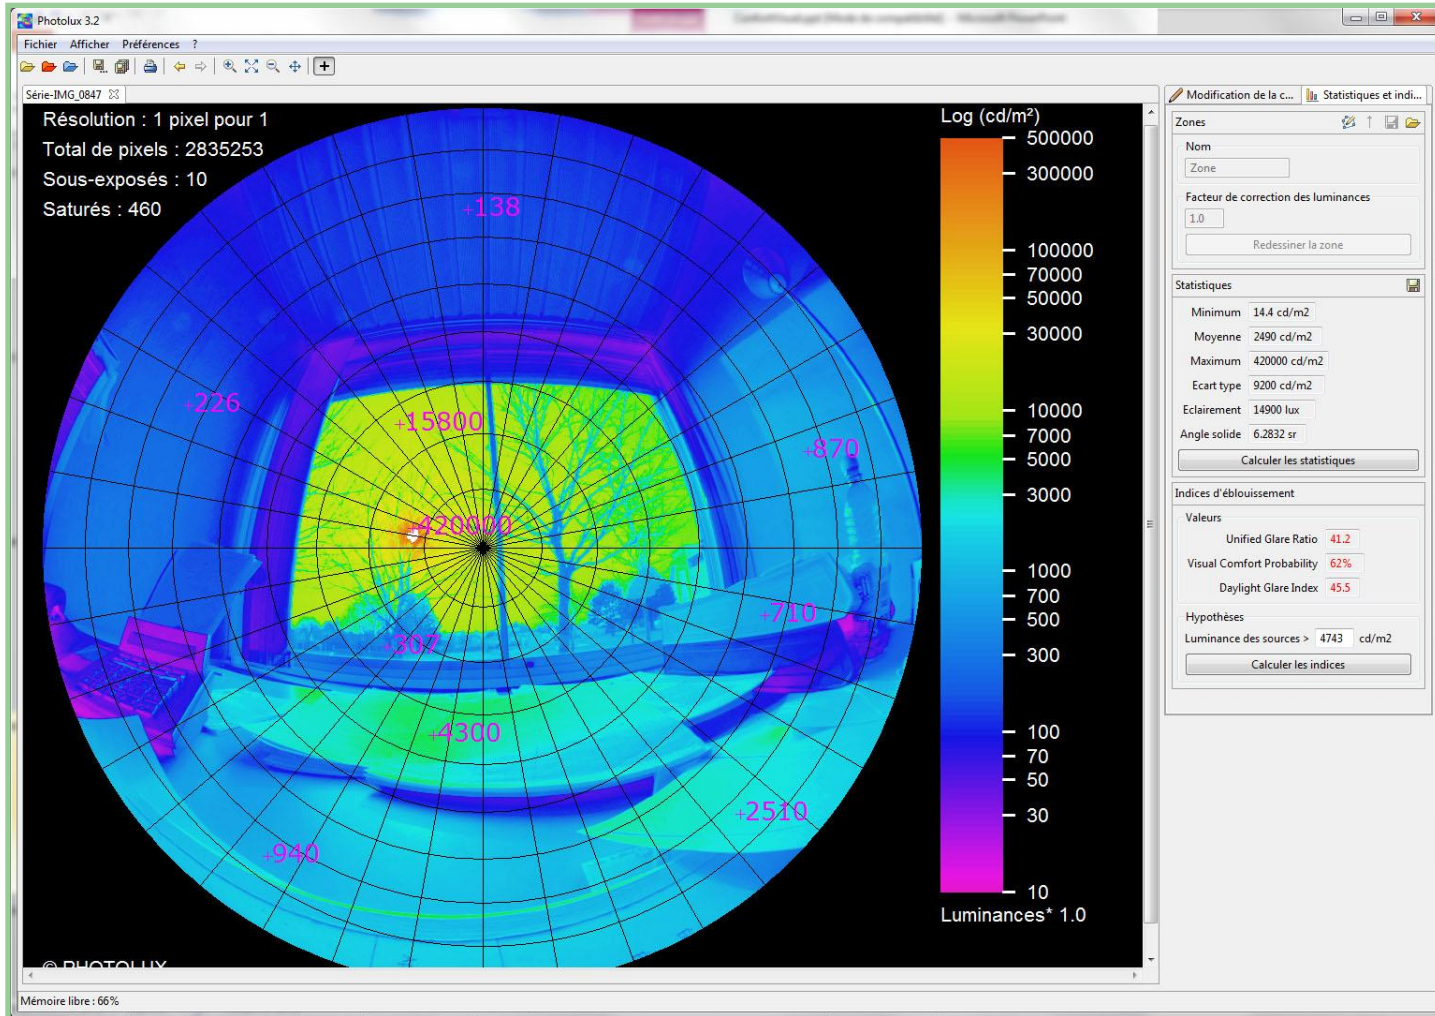 Photolux 3.2
ConfortVisuel.ppt [Mode de compatibilité] - Microsoft PowerPoint
Fichier Afficher Préférences ?
Série-IMG_0847
Modification de la c... Statistiques et indi...
Résolution : 1 pixel pour 1
Total de pixels : 2835253
Sous-exposés : 10
Saturés : 460
+138
+226
+15800
+870
+420000
+710
+307
+4300
+2510
+940
© PHOTOLUX
Log (cd/m²)
500000
300000
100000
70000
50000
30000
10000
7000
5000
3000
1000
700
500
300
100
70
50
30
10
Luminances* 1.0
Zones
Nom
Zone
Facteur de correction des luminances
1.0
Redessiner la zone
Statistiques
Minimum 14.4 cd/m2
Moyenne 2490 cd/m2
Maximum 420000 cd/m2
Ecart type 9200 cd/m2
Eclairement 14900 lux
Angle solide 6.2832 sr
Calculer les statistiques
Indices d'éblouissement
Valeurs
Unified Glare Ratio 41.2
Visual Comfort Probability 62%
Daylight Glare Index 45.5
Hypothèses
Luminance des sources > 4743 cd/m2
Calculer les indices
Mémoire libre : 66%